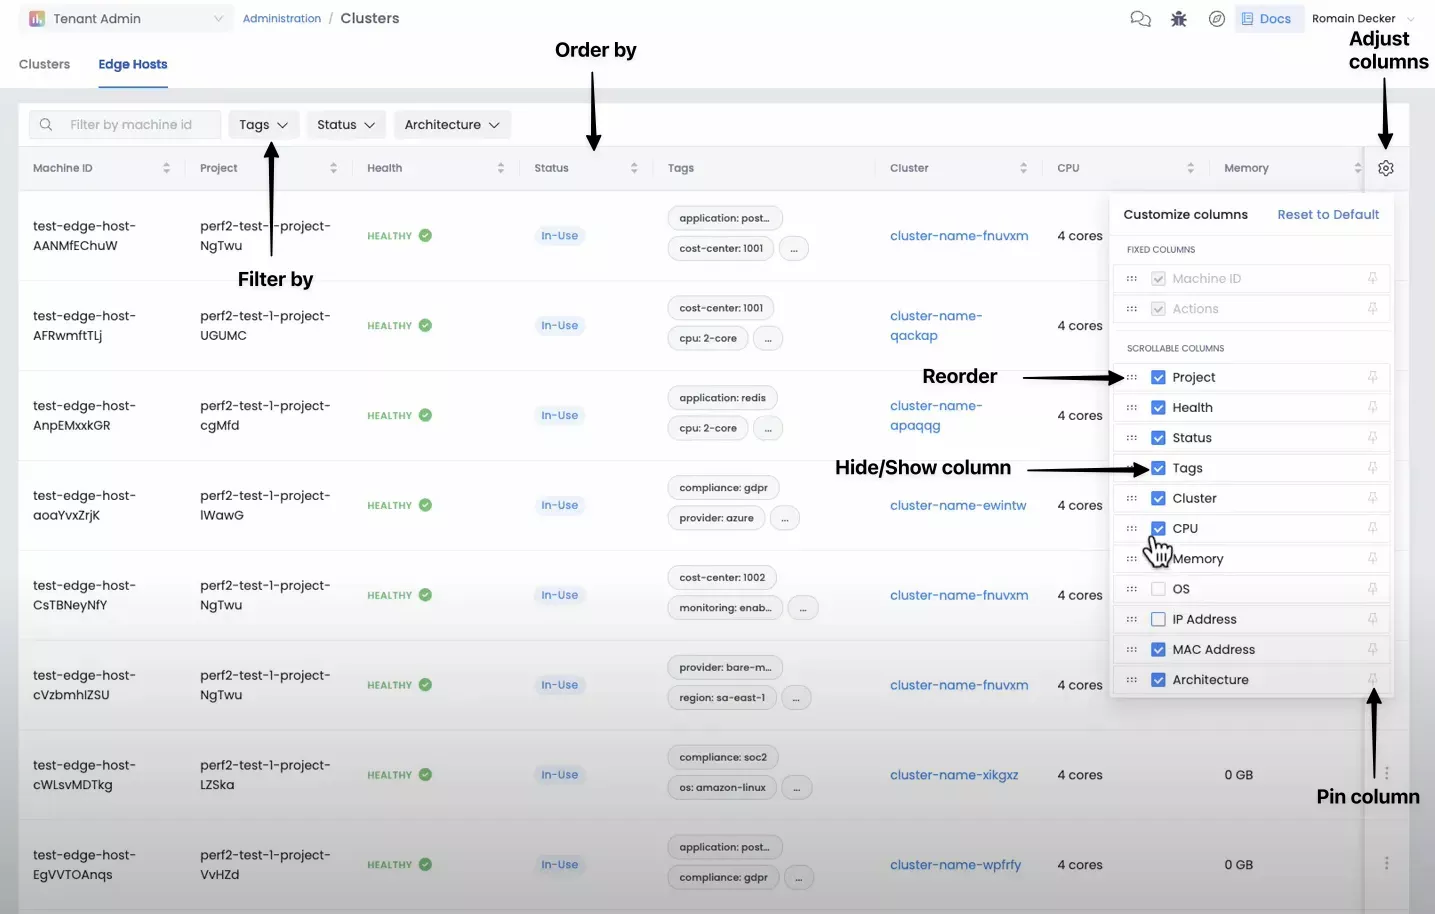 Tenant Admin
Administration / Clusters
Docs
Romain Decker
Order by
Adjust
columns
Clusters
Edge Hosts
Filter by machine id
Tags
Status
Architecture
Machine ID
Project
Health
Status
Tags
Cluster
CPU
Memory
test-edge-host-
AANMfEChuW
perf2-test-1-project-
NgTwu
HEALTHY
In-Use
application: post...
cost-center: 1001
...
cluster-name-fnuvxm
4 cores
Filter by
test-edge-host-
AFRwmftTLj
perf2-test-1-project-
UGUMC
HEALTHY
In-Use
cost-center: 1001
cpu: 2-core
...
cluster-name-
qackap
4 cores
test-edge-host-
AnpEMxxkGR
perf2-test-1-project-
cgMfd
HEALTHY
In-Use
application: redis
cpu: 2-core
...
cluster-name-
apaqqg
4 cores
test-edge-host-
aoaYvxZrjK
perf2-test-1-project-
lWawG
HEALTHY
In-Use
compliance: gdpr
provider: azure
...
cluster-name-ewintw
4 cores
test-edge-host-
CsTBNeyNfY
perf2-test-1-project-
NgTwu
HEALTHY
In-Use
cost-center: 1002
monitoring: enab...
...
cluster-name-fnuvxm
4 cores
test-edge-host-
cVzbmhIZSU
perf2-test-1-project-
NgTwu
HEALTHY
In-Use
provider: bare-m...
region: sa-east-1
...
cluster-name-fnuvxm
4 cores
test-edge-host-
cWLsvMDTkg
perf2-test-1-project-
LZSka
HEALTHY
In-Use
compliance: soc2
os: amazon-linux
...
cluster-name-xikgxz
4 cores
0 GB
test-edge-host-
EgVVTOAnqs
perf2-test-1-project-
VvHZd
HEALTHY
In-Use
application: post...
compliance: gdpr
...
cluster-name-wpfrfy
4 cores
0 GB
Customize columns
Reset to Default
FIXED COLUMNS
Machine ID
Actions
SCROLLABLE COLUMNS
Reorder
Project
Health
Status
Hide/Show column
Tags
Cluster
CPU
Memory
OS
IP Address
MAC Address
Architecture
Pin column